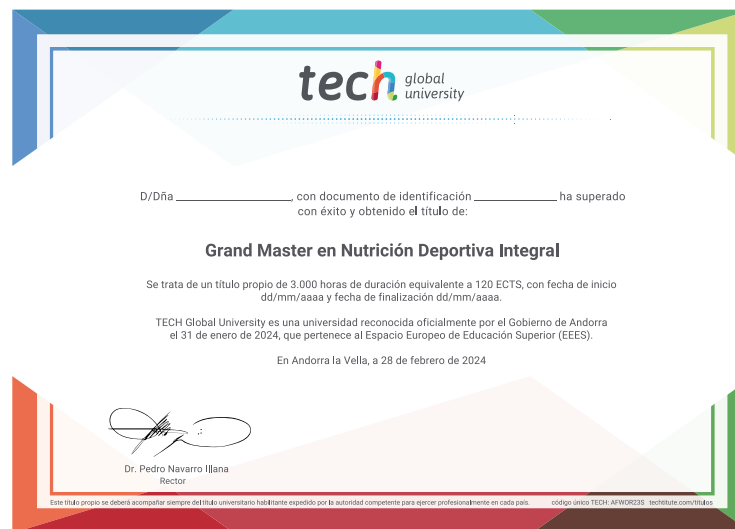 tech global university
D/Dña ____________, con documento de identificación ____________ ha superado
con éxito y obtenido el título de:
Grand Master en Nutrición Deportiva Integral
Se trata de un título propio de 3.000 horas de duración equivalente a 120 ECTS, con fecha de inicio
dd/mm/aaaa y fecha de finalización dd/mm/aaaa.
TECH Global University es una universidad reconocida oficialmente por el Gobierno de Andorra
el 31 de enero de 2024, que pertenece al Espacio Europeo de Educación Superior (EEES).
En Andorra la Vella, a 28 de febrero de 2024
Dr. Pedro Navarro Illana
Rector
Este título propio se deberá acompañar siempre del título universitario habilitante expedido por la autoridad competente para ejercer profesionalmente en cada país. código único TECH: AFWOR23S techtitute.com/títulos